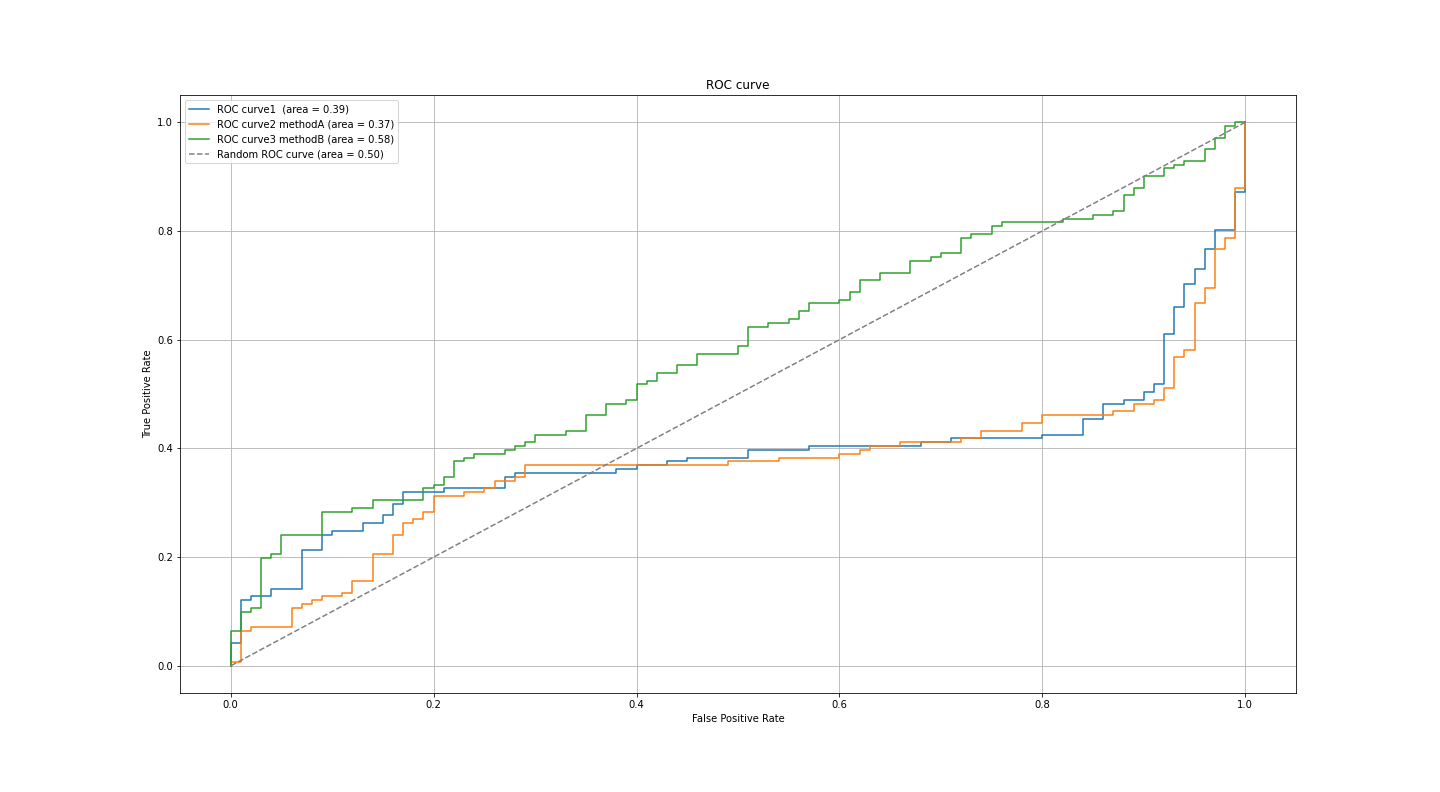 ROC curve
ROC curve1  (area = 0.39)
ROC curve2 methodA (area = 0.37)
ROC curve3 methodB (area = 0.58)
Random ROC curve (area = 0.50)
True Positive Rate
1.0
0.8
0.6
0.4
0.2
0.0
0.0 0.2 0.4 0.6 0.8 1.0
False Positive Rate